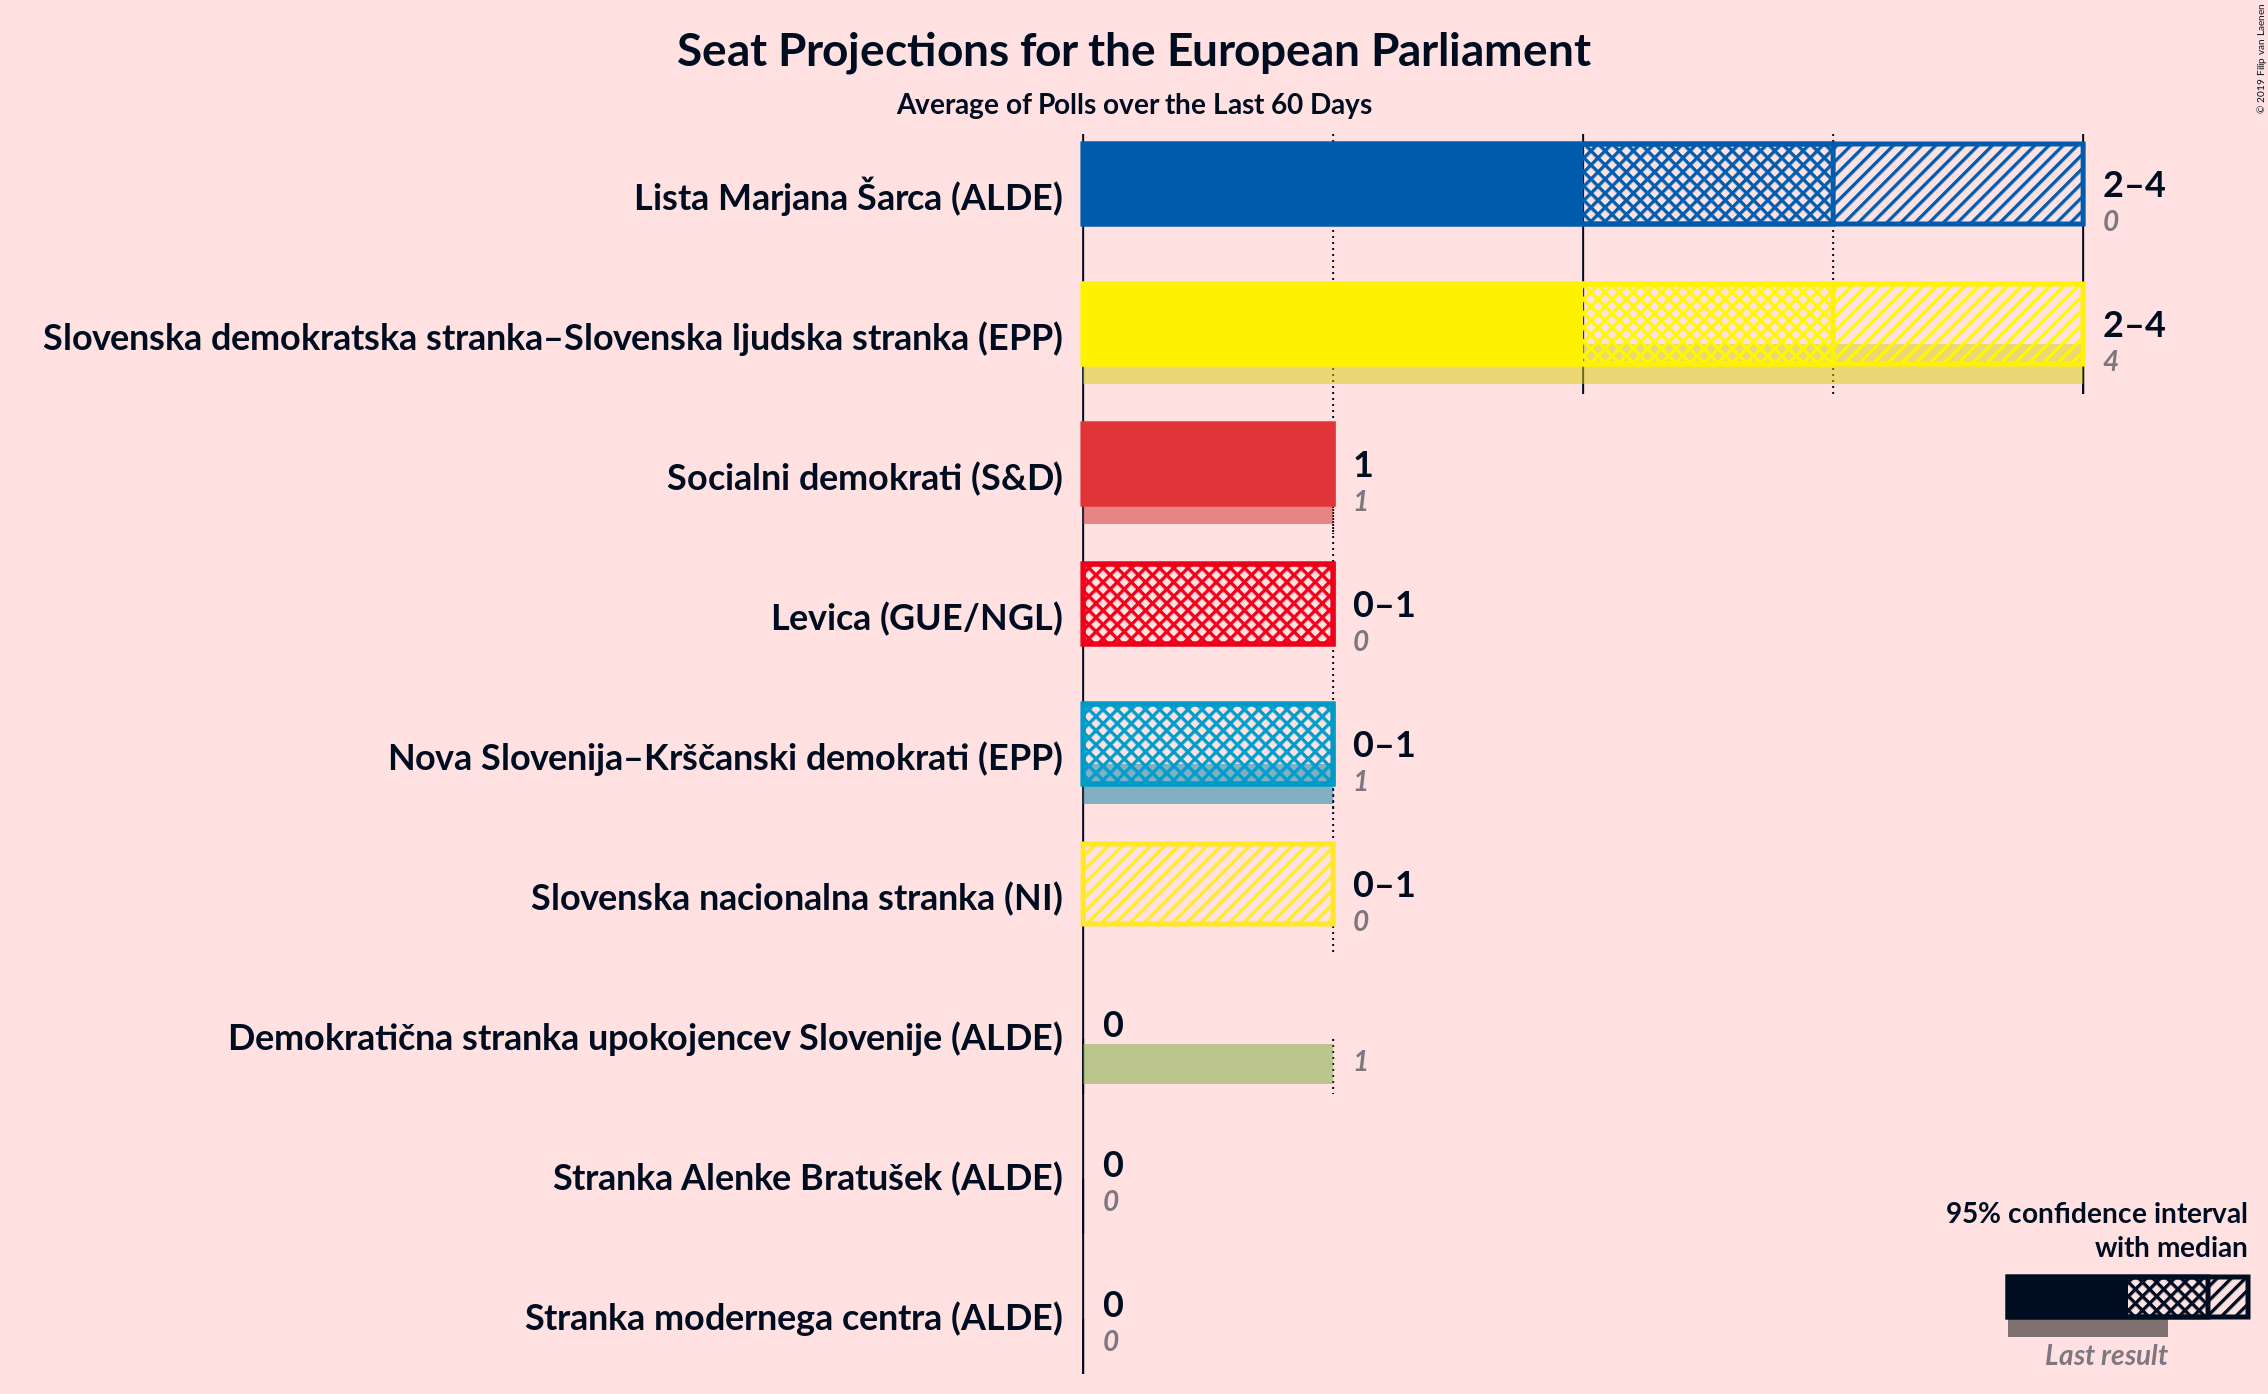 Seat Projections for the European Parliament
Average of Polls over the Last 60 Days
© 2019 Filip van Laenen
Lista Marjana Šarca (ALDE)
2–4
0
Slovenska demokratska stranka–Slovenska ljudska stranka (EPP)
2–4
4
Socialni demokrati (S&D)
1
1
Levica (GUE/NGL)
0–1
0
Nova Slovenija–Krščanski demokrati (EPP)
0–1
1
Slovenska nacionalna stranka (NI)
0–1
0
Demokratična stranka upokojencev Slovenije (ALDE)
0
1
Stranka Alenke Bratušek (ALDE)
0
0
Stranka modernega centra (ALDE)
0
0
95% confidence interval
with median
Last result